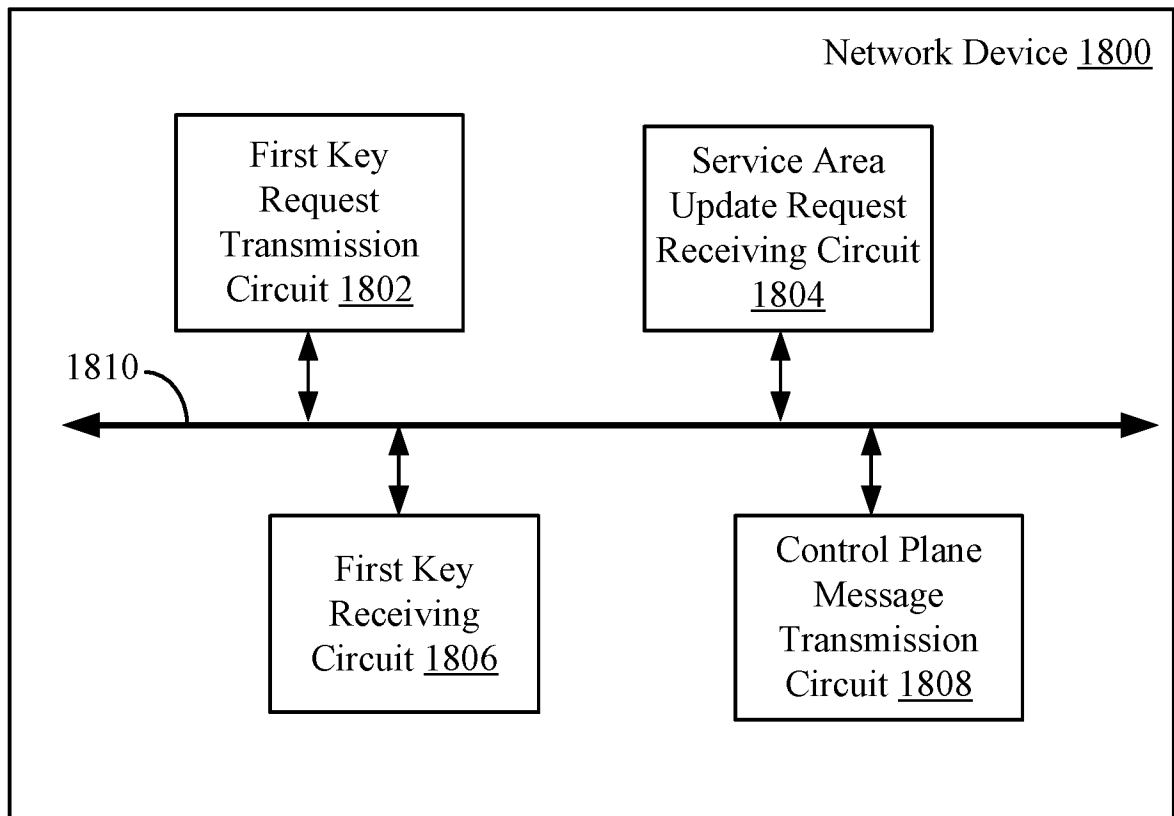 Network Device 1800
First Key
Request
Transmission
Circuit 1802
Service Area
Update Request
Receiving Circuit
1804
1810
First Key
Receiving
Circuit 1806
Control Plane
Message
Transmission
Circuit 1808